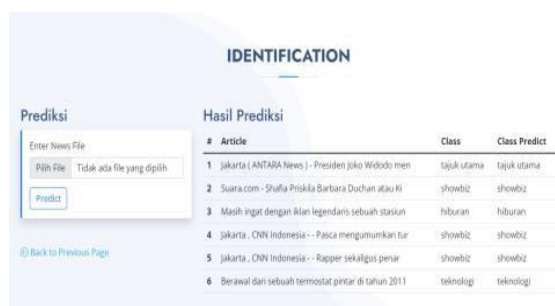 IDENTIFICATION
Prediksi
Enter News File
Pilih File Tidak ada file yang dipilih
Predict
Back to Previous Page
Hasil Prediksi
# Article Class Class Predict
1 Jakarta ( ANTARA News ) - Presiden Joko Widodo men tajuk utama tajuk utama
2 Suara.com - Shafia Priskila Barbara Duchan atau Ki showbiz showbiz
3 Masih ingat dengan iklan legendaris sebuah stasiun hiburan hiburan
4 Jakarta , CNN Indonesia - - Pasca mengumumkan tur showbiz showbiz
5 Jakarta , CNN Indonesia - - Rapper sekaligus penar showbiz showbiz
6 Berawal dari sebuah termostat pintar di tahun 2011 teknologi teknologi